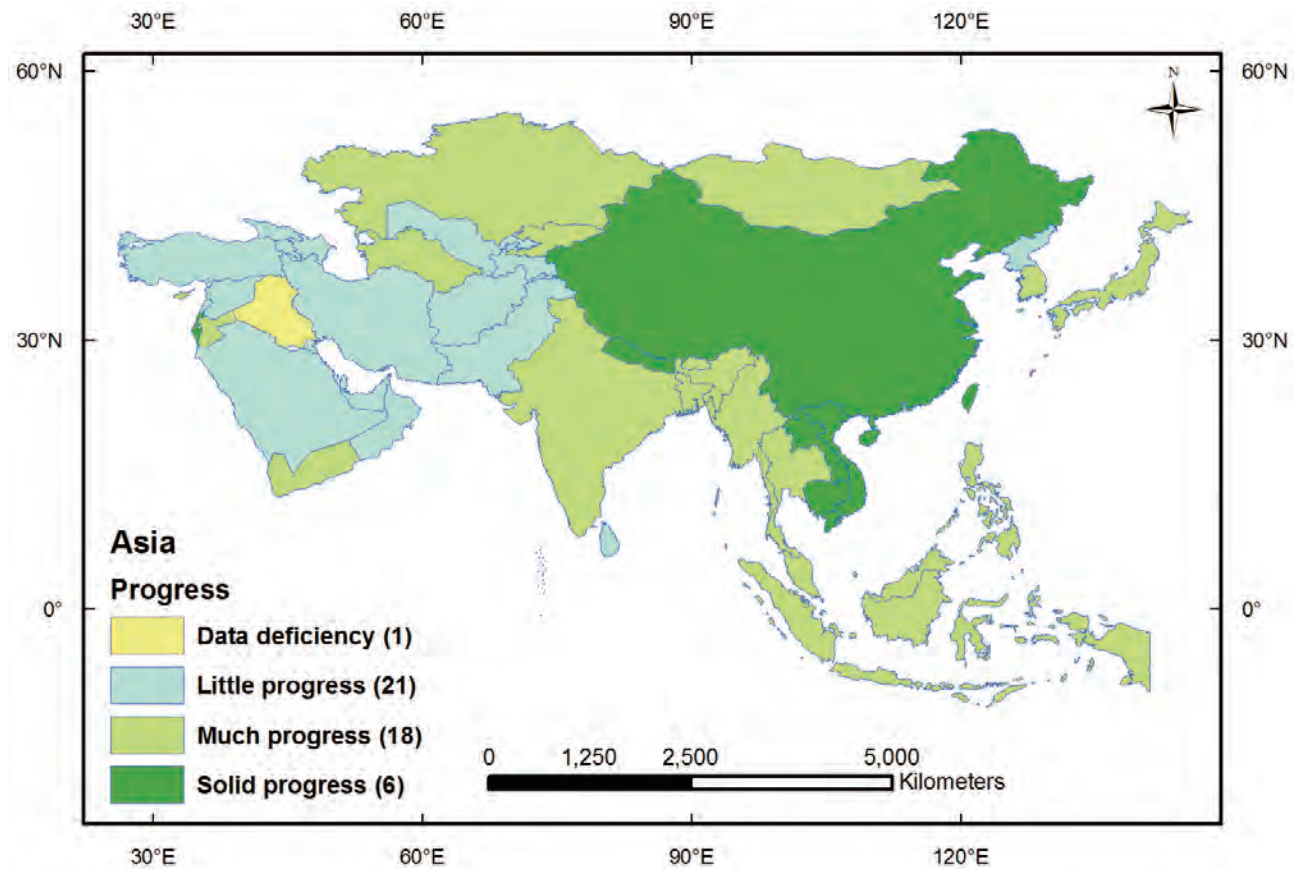 30°E 60°E 90°E 120°E
60°N 60°N
N
30°N 30°N
0° 0°
Asia
Progress
Data deficiency (1)
Little progress (21)
Much progress (18)
Solid progress (6)
0 1,250 2,500 5,000
Kilometers
30°E 60°E 90°E 120°E